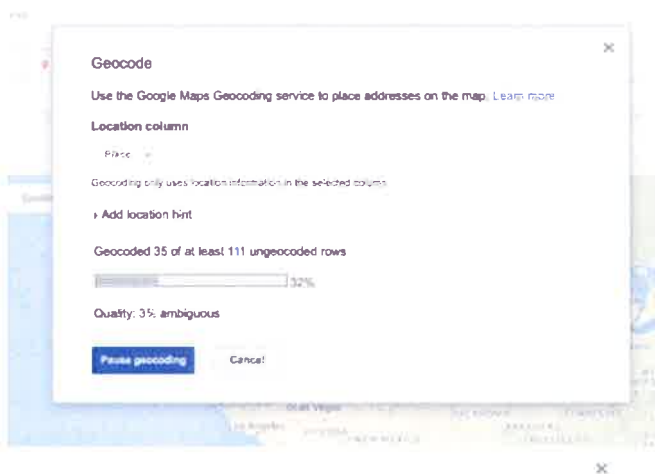 Geocode
Use the Google Maps Geocoding service to place addresses on the map. Learn more
Location column
Place
Geocoding only uses location information in the selected column
Add location hint
Geocoded 35 of at least 111 ungeocoded rows
32%
Quality: 3% ambiguous
Pause geocoding Cancel
Las Vegas
Los Angeles